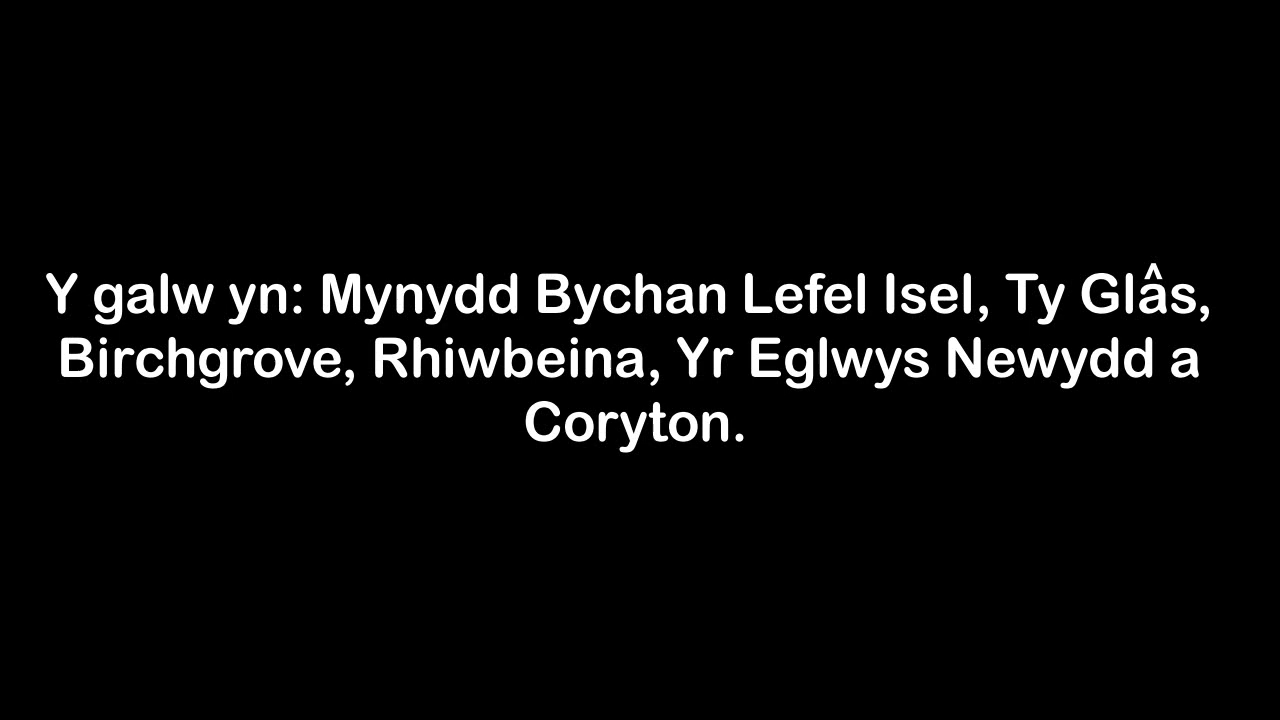 Y galw yn: Mynydd Bychan Lefel Isel, Ty Glâs,
Birchgrove, Rhiwbeina, Yr Eglwys Newydd a
Coryton.